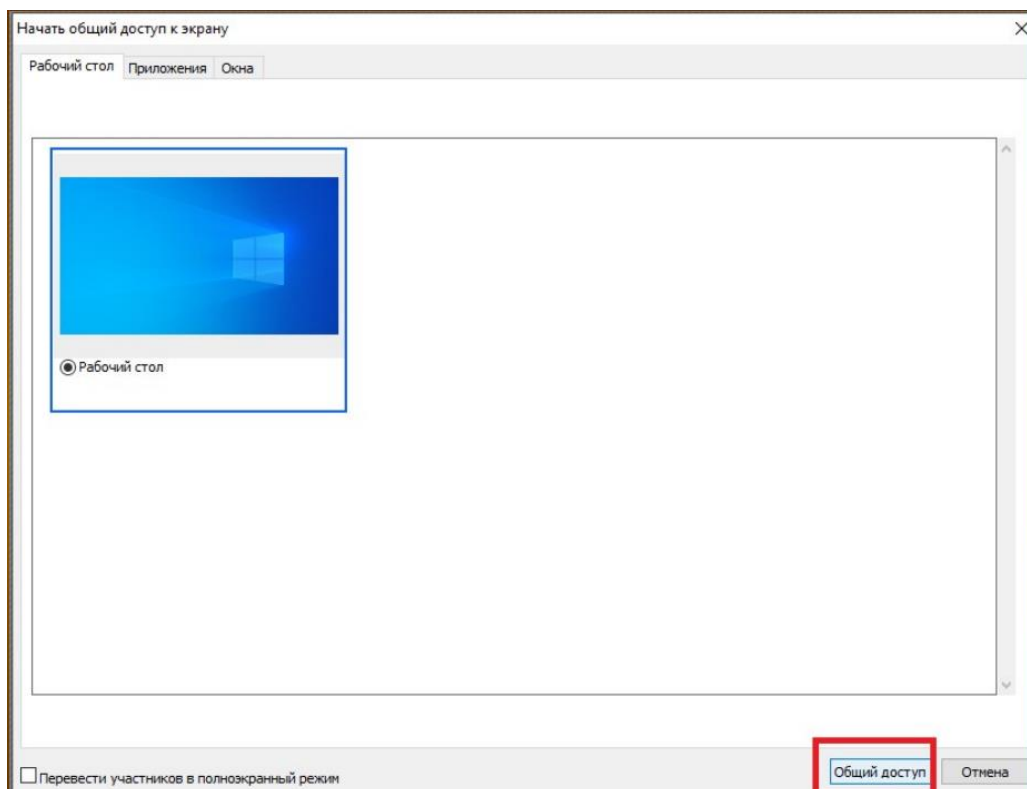 Начать общий доступ к экрану
Рабочий стол Приложения Окна
Рабочий стол
Перевести участников в полноэкранный режим
Общий доступ Отмена